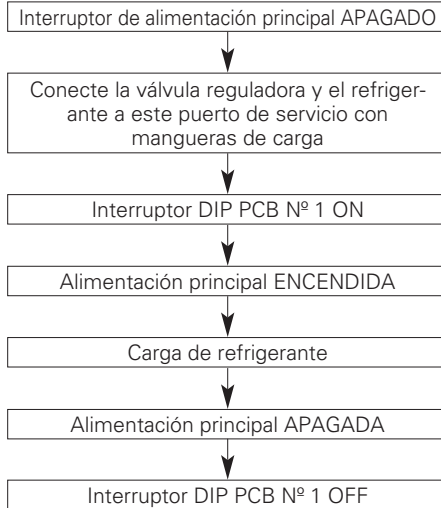 Interruptor de alimentación principal APAGADO
Conecte la válvula reguladora y el refriger-
ante a este puerto de servicio con
mangueras de carga
Interruptor DIP PCB Nº 1 ON
Alimentación principal ENCENDIDA
Carga de refrigerante
Alimentación principal APAGADA
Interruptor DIP PCB Nº 1 OFF